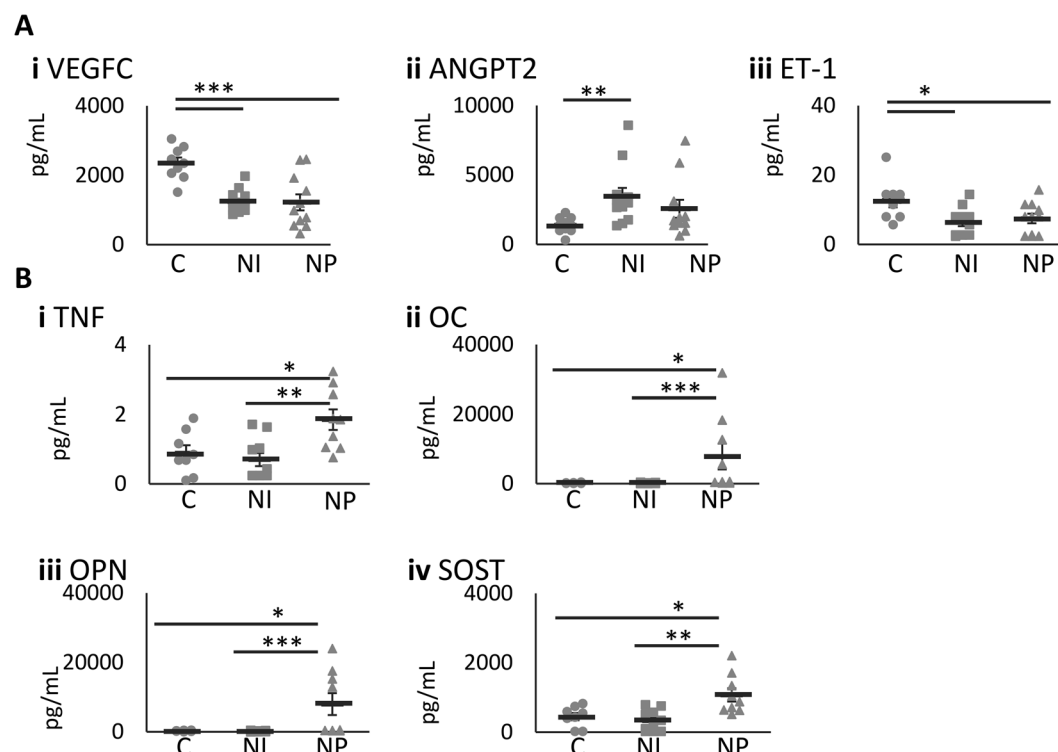 A
i VEGFC
ii ANGPT2
iii ET-1
***
**
*
4000
2000
0
pg/mL
C NI NP
10000
5000
0
pg/mL
C NI NP
40
20
0
pg/mL
C NI NP
B
i TNF
ii OC
4
2
0
pg/mL
*
**
C NI NP
40000
20000
0
pg/mL
*
***
C NI NP
iii OPN
iv SOST
40000
20000
0
pg/mL
*
***
C NI NP
4000
2000
0
pg/mL
*
**
C NI NP